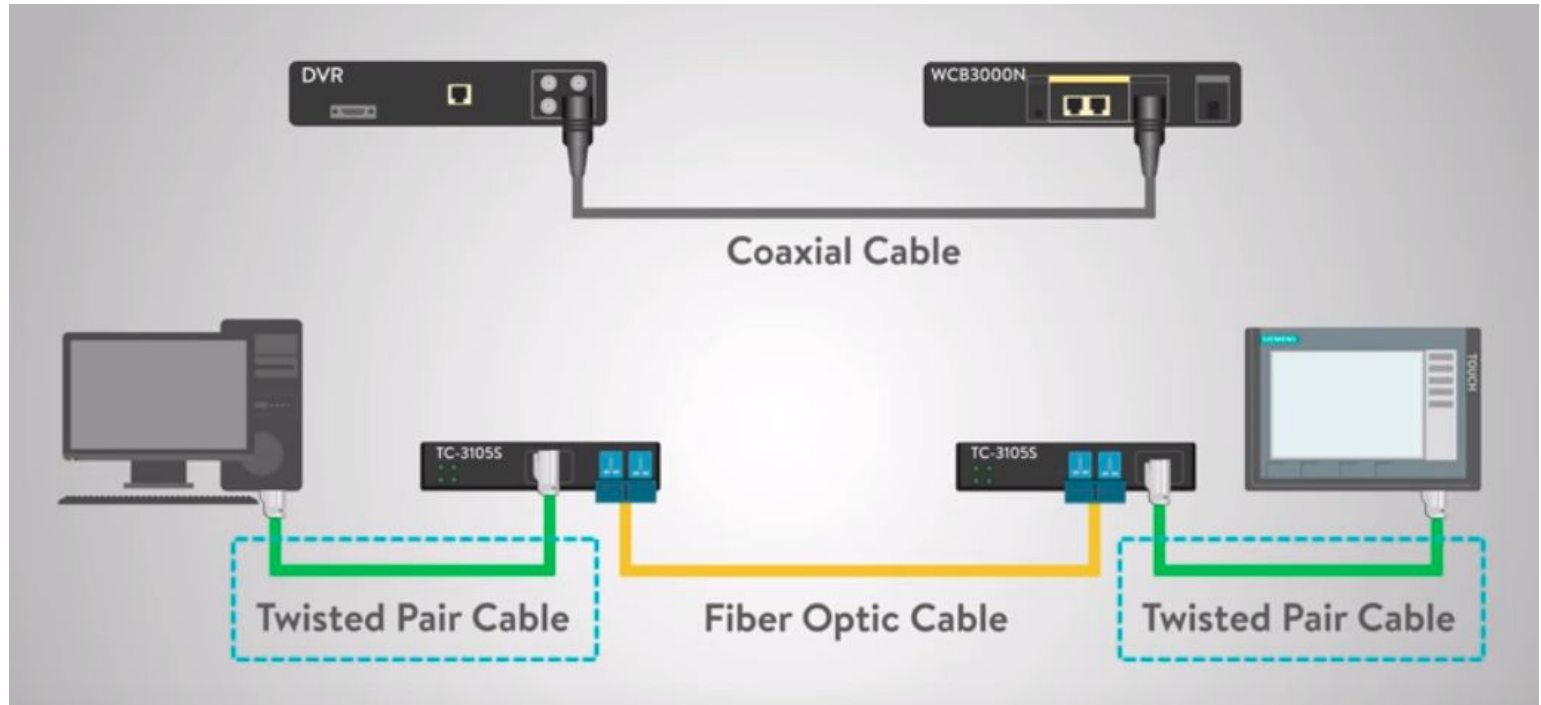 DVR
WCB3000N
Coaxial Cable
SIEMENS
TOUCH
TC-3105S
TC-3105S
Twisted Pair Cable
Fiber Optic Cable
Twisted Pair Cable